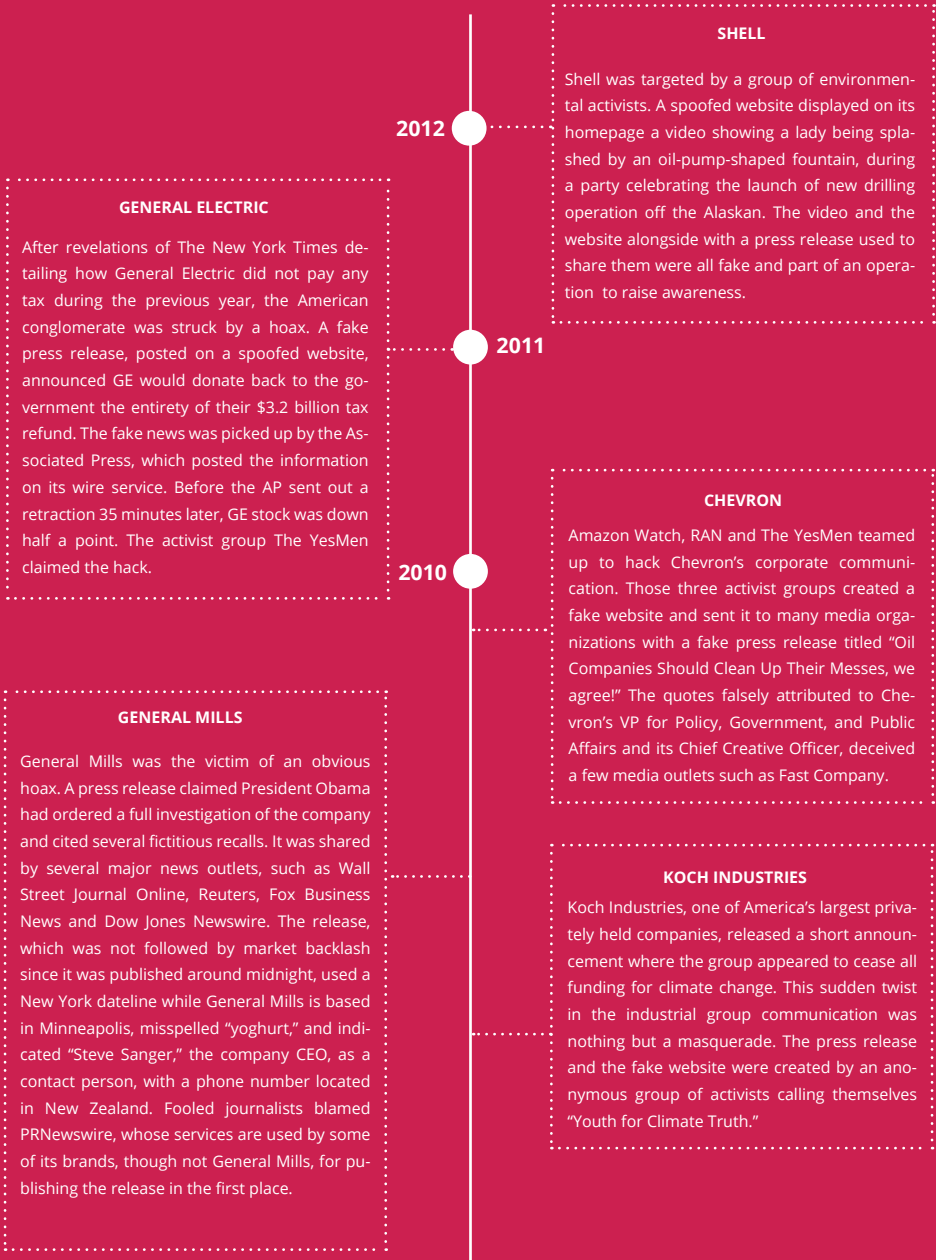 2012
SHELL
Shell was targeted by a group of environmen-
tal activists. A spoofed website displayed on its
homepage a video showing a lady being spla-
shed by an oil-pump-shaped fountain, during
a party celebrating the launch of new drilling
operation off the Alaskan. The video and the
website alongside with a press release used to
share them were all fake and part of an opera-
tion to raise awareness.
2011
GENERAL ELECTRIC
After revelations of The New York Times de-
tailing how General Electric did not pay any
tax during the previous year, the American
conglomerate was struck by a hoax. A fake
press release, posted on a spoofed website,
announced GE would donate back to the go-
vernment the entirety of their $3.2 billion tax
refund. The fake news was picked up by the As-
sociated Press, which posted the information
on its wire service. Before the AP sent out a
retraction 35 minutes later, GE stock was down
half a point. The activist group The YesMen
claimed the hack.
2010
CHEVRON
Amazon Watch, RAN and The YesMen teamed
up to hack Chevron’s corporate communi-
cation. Those three activist groups created a
fake website and sent it to many media orga-
nizations with a fake press release titled “Oil
Companies Should Clean Up Their Messes, we
agree!” The quotes falsely attributed to Che-
vron’s VP for Policy, Government, and Public
Affairs and its Chief Creative Officer, deceived
a few media outlets such as Fast Company.
GENERAL MILLS
General Mills was the victim of an obvious
hoax. A press release claimed President Obama
had ordered a full investigation of the company
and cited several fictitious recalls. It was shared
by several major news outlets, such as Wall
Street Journal Online, Reuters, Fox Business
News and Dow Jones Newswire. The release,
which was not followed by market backlash
since it was published around midnight, used a
New York dateline while General Mills is based
in Minneapolis, misspelled “yoghurt,” and indi-
cated “Steve Sanger,” the company CEO, as a
contact person, with a phone number located
in New Zealand. Fooled journalists blamed
PRNewswire, whose services are used by some
of its brands, though not General Mills, for pu-
blishing the release in the first place.
KOCH INDUSTRIES
Koch Industries, one of America’s largest priva-
tely held companies, released a short announ-
cement where the group appeared to cease all
funding for climate change. This sudden twist
in the industrial group communication was
nothing but a masquerade. The press release
and the fake website were created by an ano-
nymous group of activists calling themselves
“Youth for Climate Truth.”